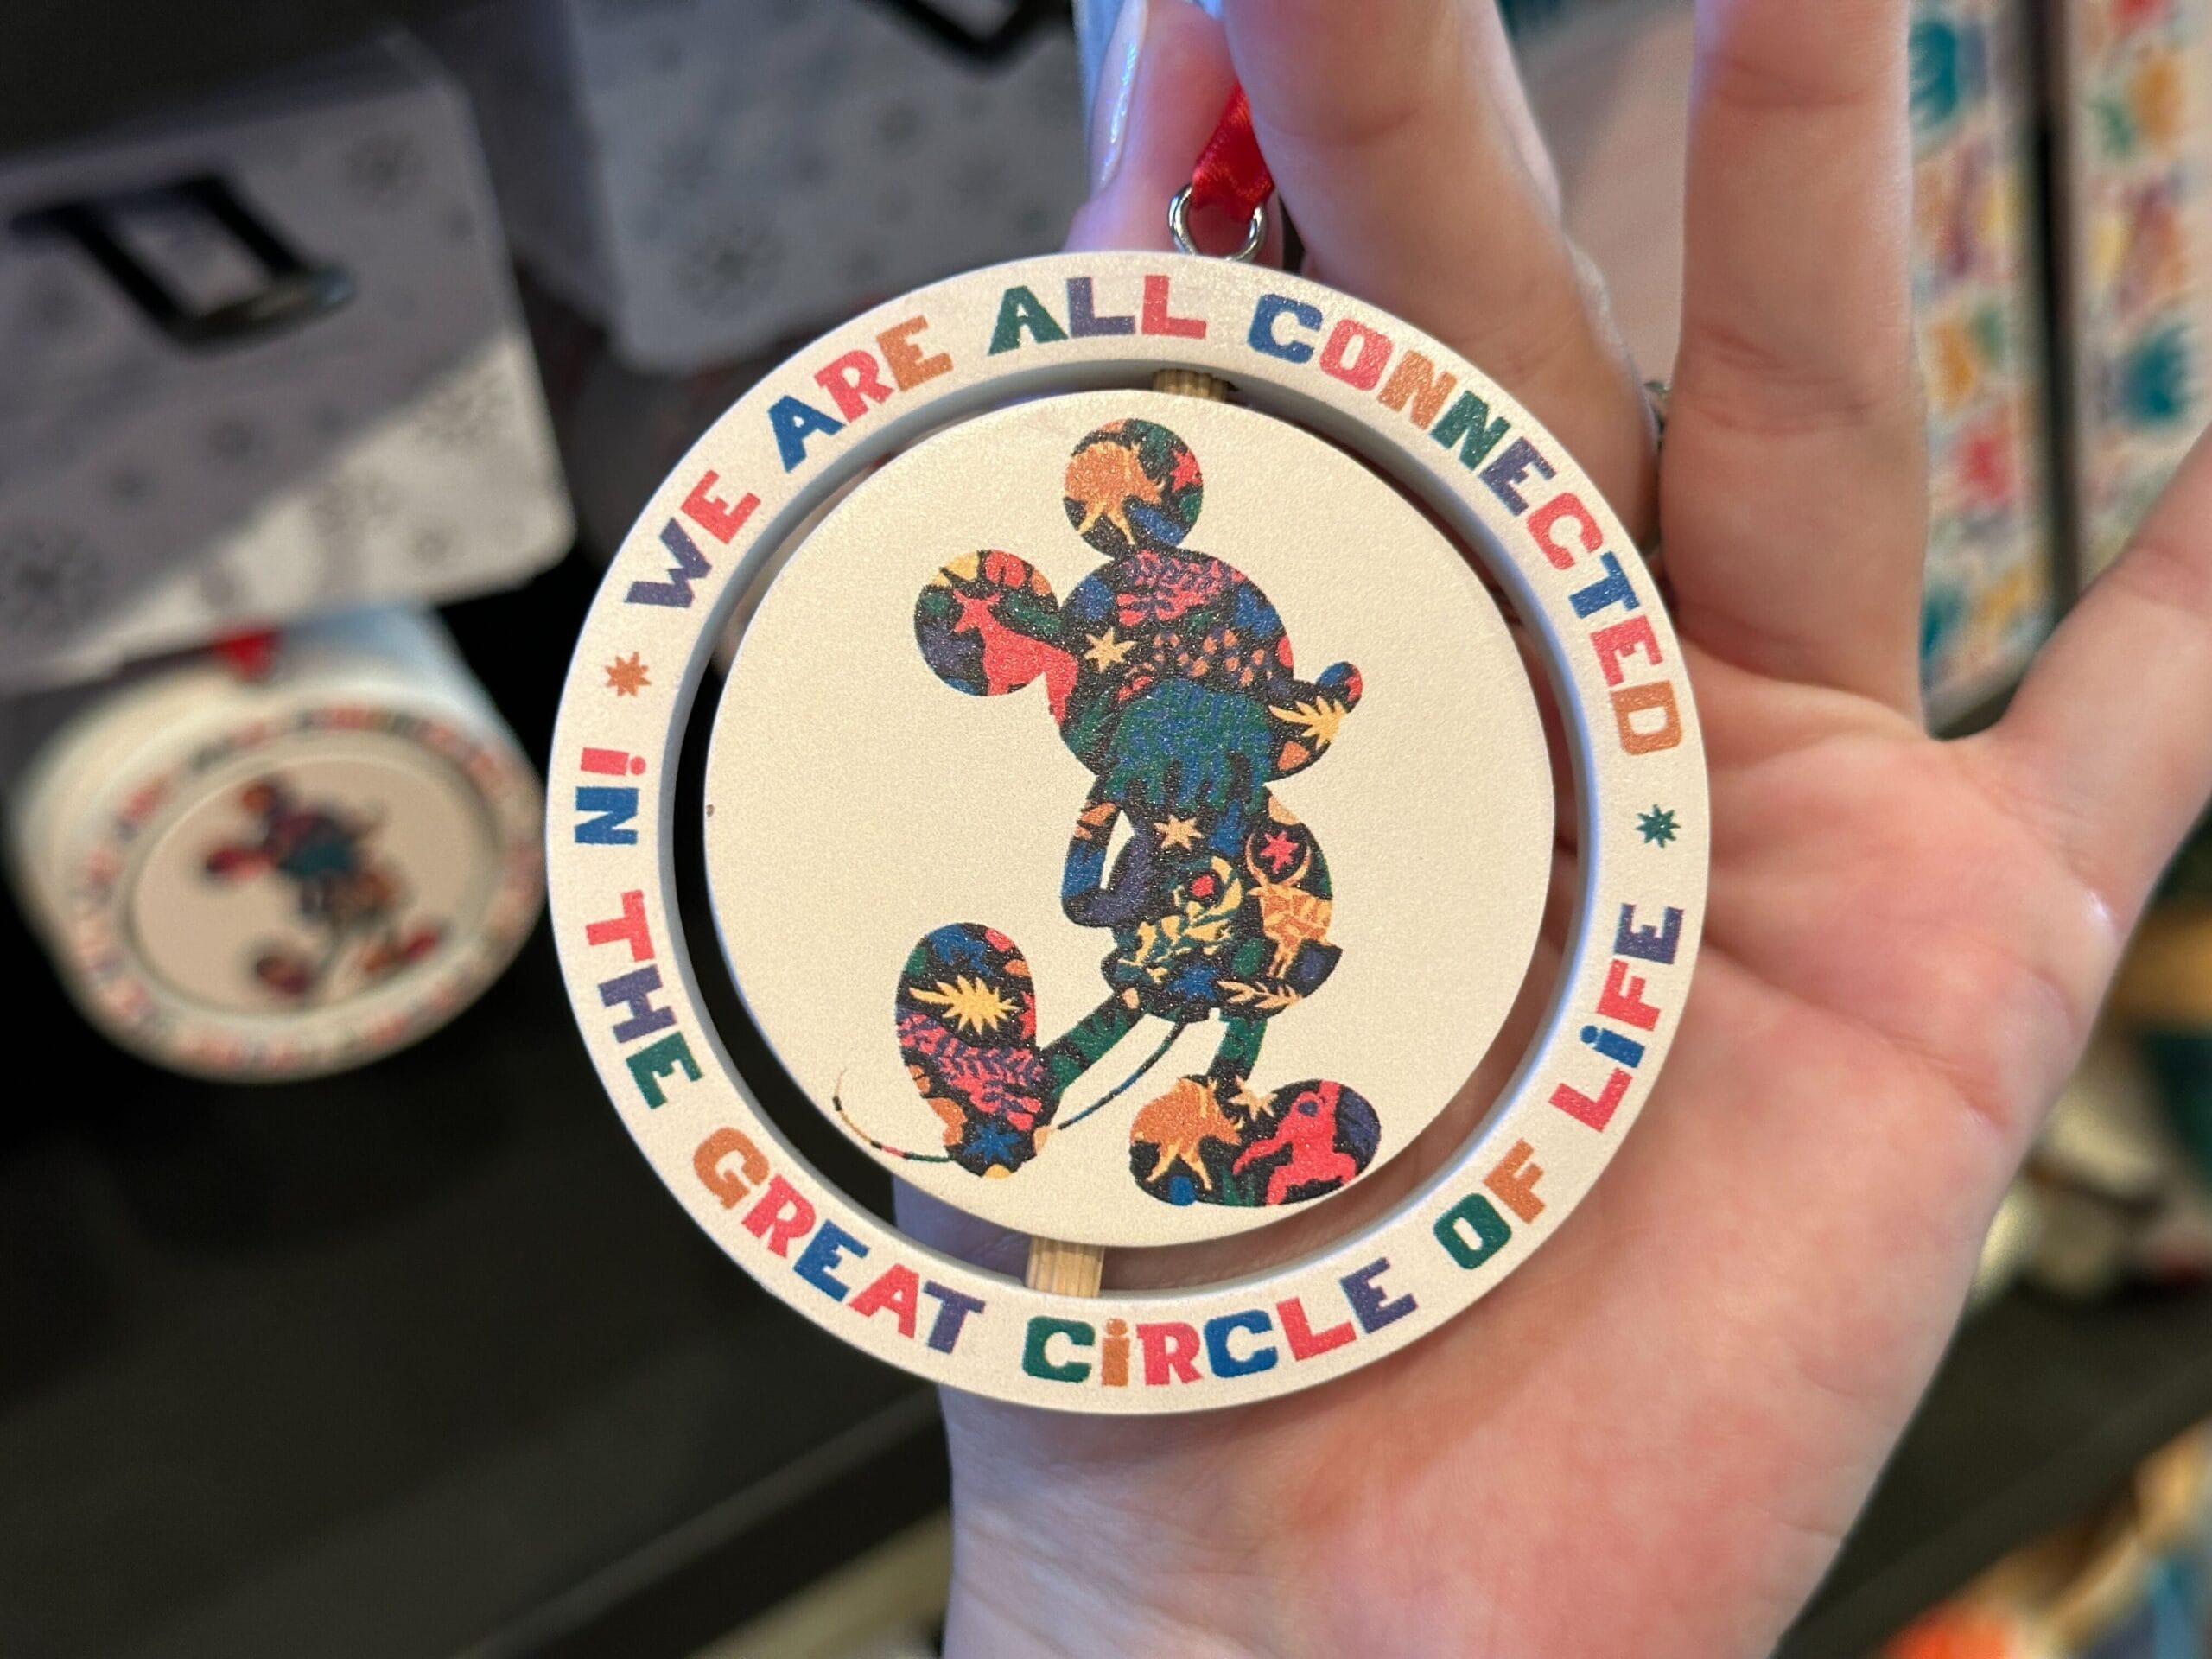 WE ARE ALL CONNECTED
iN THE GREAT CiRCLE OF LiFE